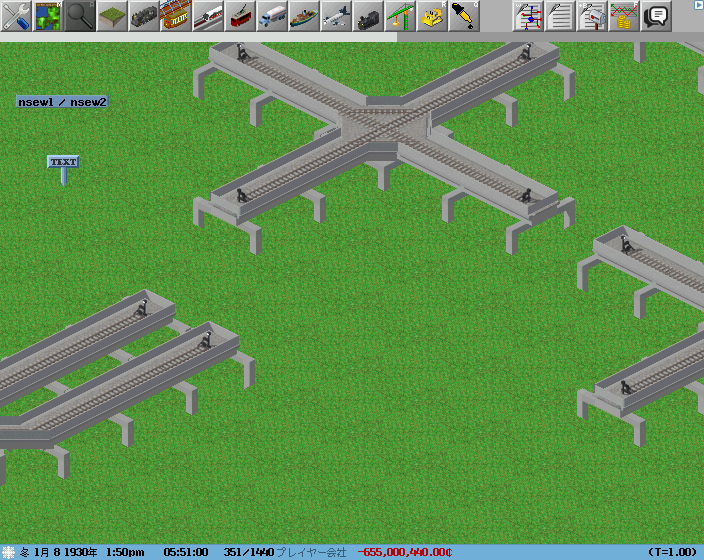 nsew1 / nsew2
TEXT
冬 1月 8 1930年 1:50pm 05:51:00 351/1440 プレイヤー会社 -655,000,440.00¢ (T=1.00)